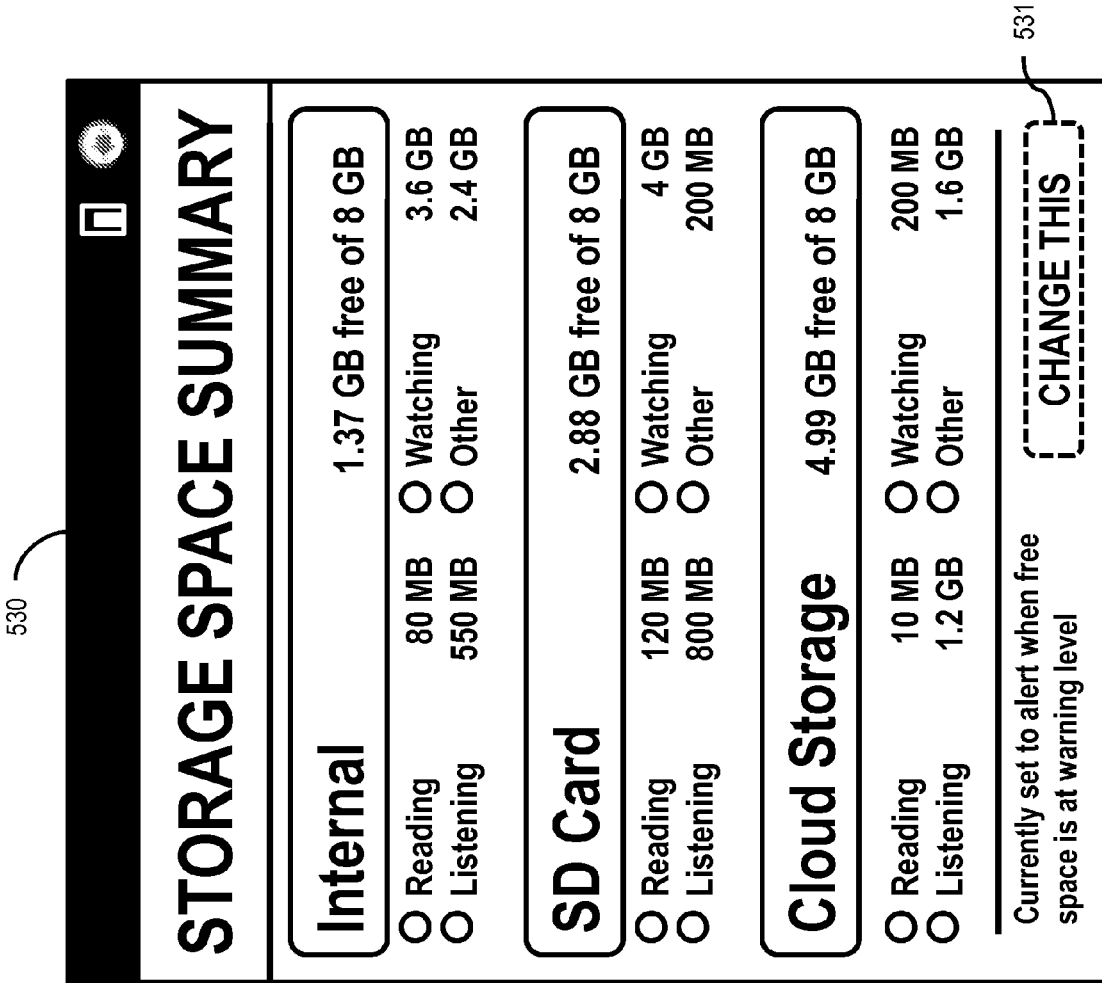 530
STORAGE SPACE SUMMARY
Internal 1.37 GB free of 8 GB
Reading 80 MB Watching 3.6 GB
Listening 550 MB Other 2.4 GB
SD Card 2.88 GB free of 8 GB
Reading 120 MB Watching 4 GB
Listening 800 MB Other 200 MB
Cloud Storage 4.99 GB free of 8 GB
Reading 10 MB Watching 200 MB
Listening 1.2 GB Other 1.6 GB
Currently set to alert when free
space is at warning level
CHANGE THIS
531